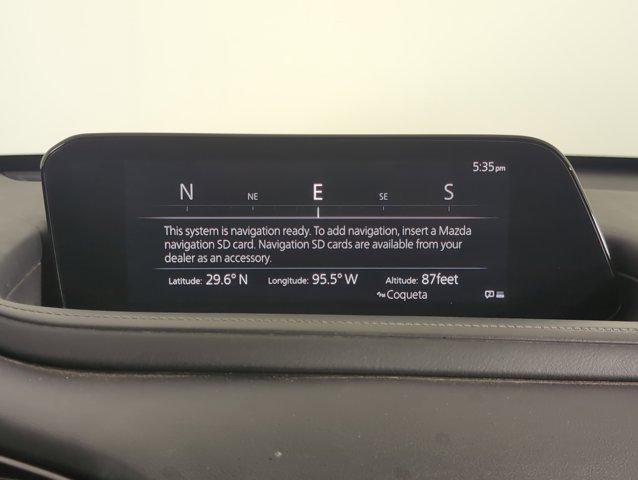 5:35pm
N NE E SE S
This system is navigation ready. To add navigation, insert a Mazda
navigation SD card. Navigation SD cards are available from your
dealer as an accessory.
Latitude: 29.6° N Longitude: 95.5° W Altitude: 87feet
Coqueta